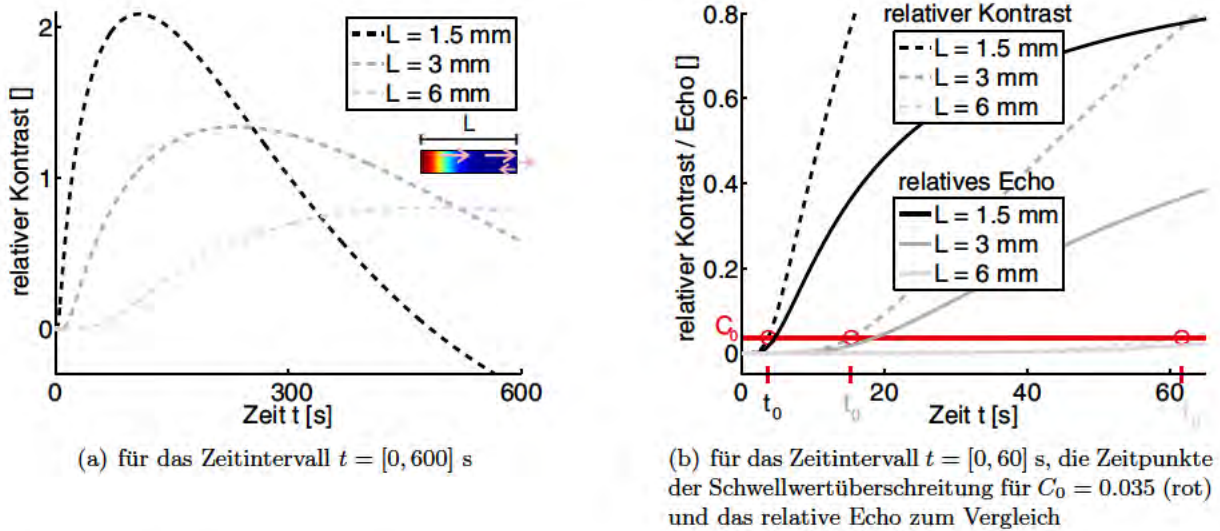 relativer Kontrast []
2
1
0
L = 1.5 mm
L = 3 mm
L = 6 mm
L
0
300
600
Zeit t [s]
(a) für das Zeitintervall t = [0, 600] s
relativer Kontrast / Echo []
0.8
0.6
0.4
0.2
0
C₀
relativer Kontrast
L = 1.5 mm
L = 3 mm
L = 6 mm
relatives Echo
L = 1.5 mm
L = 3 mm
L = 6 mm
0
20
40
60
t₀
t₀
t₀
Zeit t [s]
(b) für das Zeitintervall t = [0, 60] s, die Zeitpunkte
der Schwellwertüberschreitung für C₀ = 0.035 (rot)
und das relative Echo zum Vergleich